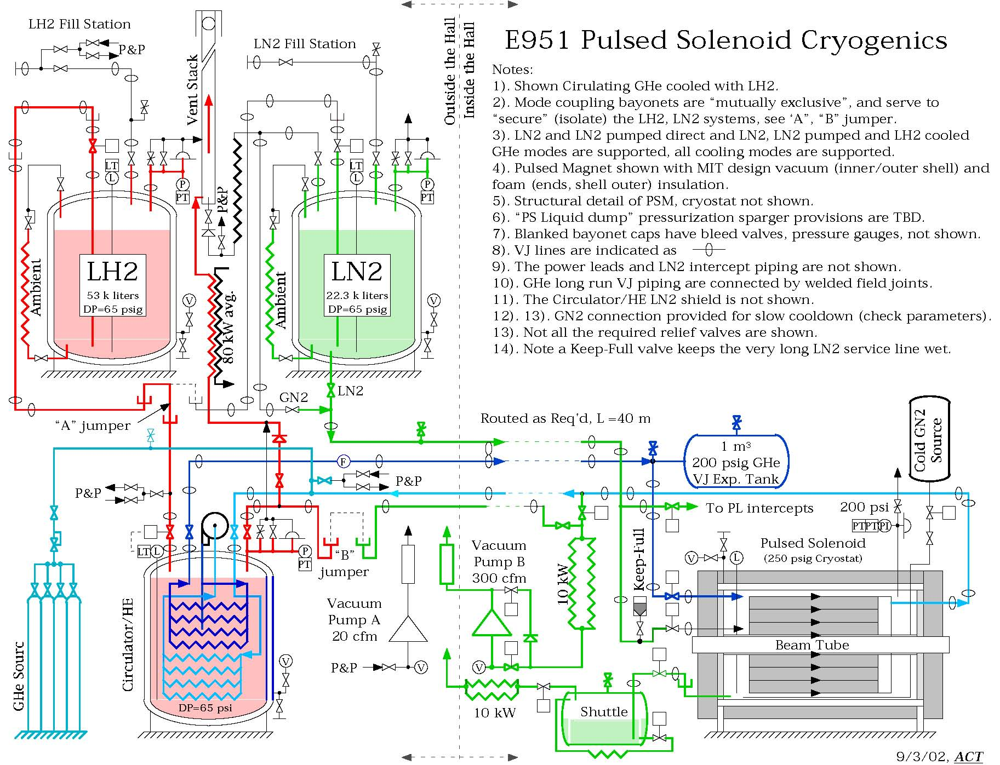 E951 Pulsed Solenoid Cryogenics
Notes:
1). Shown Cirulating GHe cooled with LH2.
2). Mode coupling bayonets are “mutually exclusive”, and serve to
“secure” (isolate) the LH2, LN2 systems, see ‘A”, “B” jumper.
3). LN2 and LN2 pumped direct and LN2, LN2 pumped and LH2 cooled
GHe modes are supported, all cooling modes are supported.
4). Pulsed Magnet shown with MIT design vacuum (inner/outer shell) and
foam (ends, shell outer) insulation.
5). Structural detail of PSM, cryostat not shown.
6). “PS Liquid dump” pressurization sparger provisions are TBD.
7). Blanked bayonet caps have bleed valves, pressure gauges, not shown.
8). VJ lines are indicated as
9). The power leads and LN2 intercept piping are not shown.
10). GHe long run VJ piping are connected by welded field joints.
11). The Circulator/HE LN2 shield is not shown.
12). 13). GN2 connection provided for slow cooldown (check parameters).
13). Not all the required relief valves are shown.
14). Note a Keep-Full valve keeps the very long LN2 service line wet.
LH2 Fill Station
P&P
Vent Stack
LN2 Fill Station
Outside the Hall
Inside the Hall
LT
L
P
PT
LT
L
P
PT
P&P
LH2
53 k liters
DP=65 psig
Ambient
V
80 kW avg.
LN2
22.3 k liters
DP=65 psig
Ambient
V
GN2
LN2
“A” jumper
Routed as Req’d, L =40 m
1 m³
200 psig GHe
VJ Exp. Tank
Cold GN2
Source
F
P&P
P&P
To PL intercepts
200 psi
PT
PT
PI
LT
L
P
PT
“B”
jumper
Vacuum
Pump B
300 cfm
10 kW
Keep-Full
Pulsed Solenoid
(250 psig Cryostat)
V
L
Vacuum
Pump A
20 cfm
P&P
V
V
Beam Tube
GHe Sourc
Circulator/HE
DP=65 psi
V
10 kW
Shuttle
9/3/02, ACT